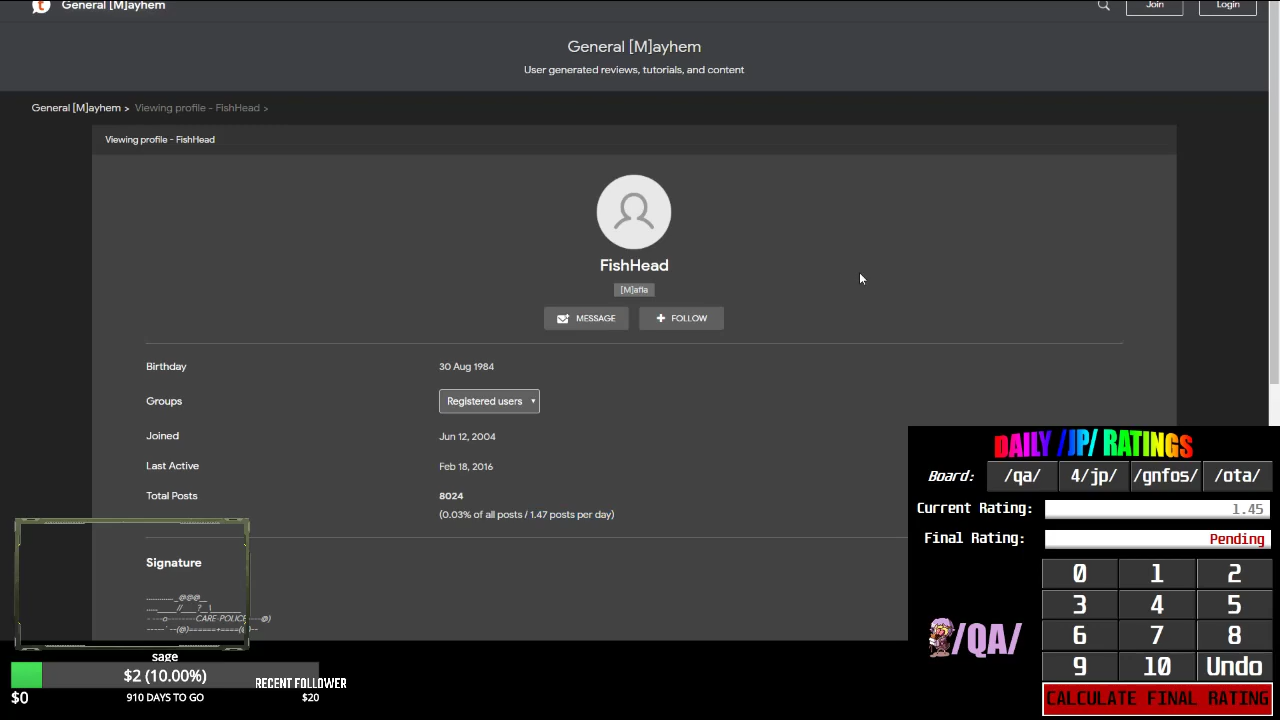 General [M]ayhem
Join
Login
General [M]ayhem
User generated reviews, tutorials, and content
General [M]ayhem >
Viewing profile - FishHead >
Viewing profile - FishHead
FishHead
[M]afia
MESSAGE
FOLLOW
Birthday
30 Aug 1984
Groups
Registered users
Joined
Jun 12, 2004
Last Active
Feb 18, 2016
Total Posts
8024
(0.03% of all posts / 1.47 posts per day)
Signature
CARE-POLICE
sage
$2 (10.00%)
$0
910 DAYS TO GO
$20
RECENT FOLLOWER
DAILY /JP/ RATINGS
Board:
/qa/
4/jp/
/gnfos/
/ota/
Current Rating:
1.45
Final Rating:
Pending
0
1
2
3
4
5
6
7
8
9
10
Undo
/QA/
CALCULATE FINAL RATING